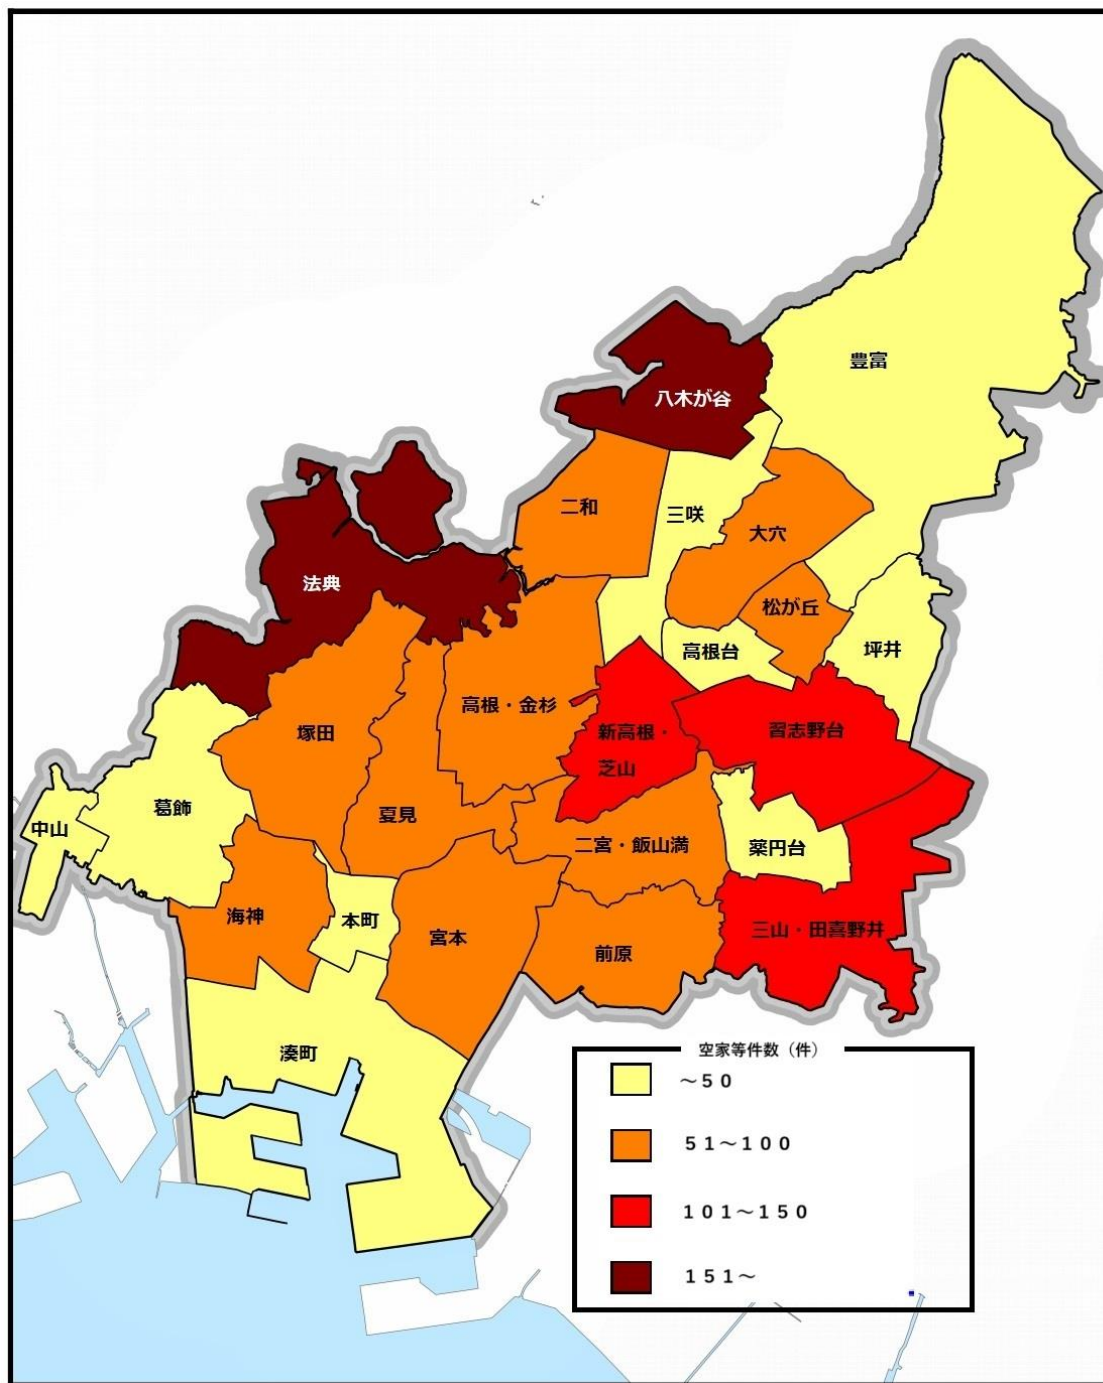 豊富
八木が谷
二和
三咲
大穴
法典
松が丘
高根台
坪井
高根・金杉
塚田
新高根・
芝山
習志野台
葛飾
夏見
中山
二宮・飯山満
薬円台
海神
本町
宮本
前原
三山・田喜野井
湊町
空家等件数（件）
～５０
５１～１００
１０１～１５０
１５１～